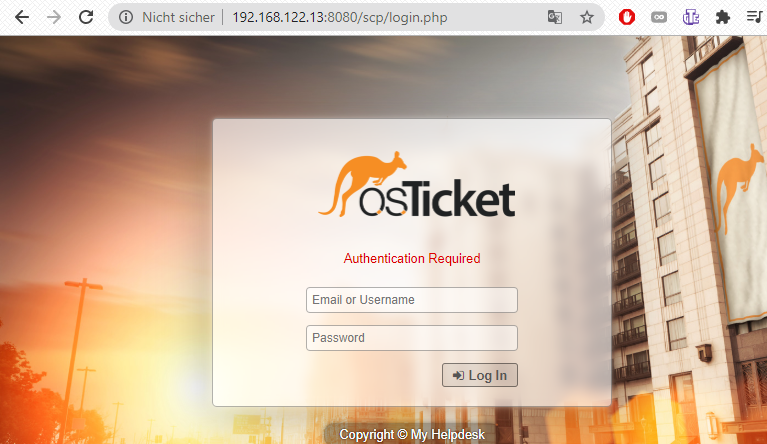 Nicht sicher | 192.168.122.13:8080/scp/login.php
osTicket
Authentication Required
Email or Username
Password
Log In
Copyright © My Helpdesk